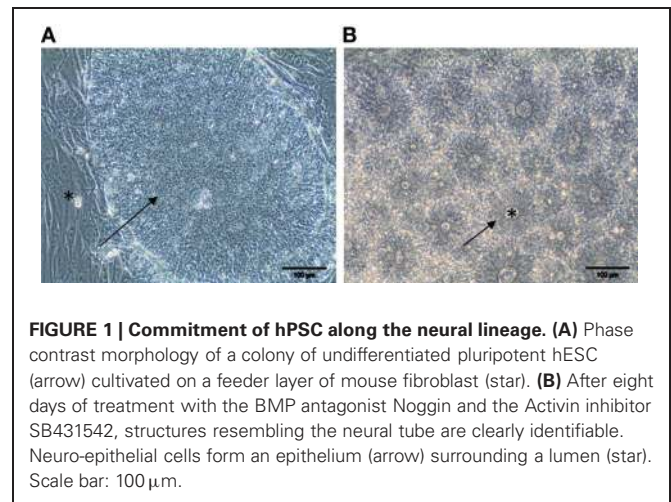 A
B
*
*
100 µm
100 µm
FIGURE 1 | Commitment of hPSC along the neural lineage. (A) Phase
contrast morphology of a colony of undifferentiated pluripotent hESC
(arrow) cultivated on a feeder layer of mouse fibroblast (star). (B) After eight
days of treatment with the BMP antagonist Noggin and the Activin inhibitor
SB431542, structures resembling the neural tube are clearly identifiable.
Neuro-epithelial cells form an epithelium (arrow) surrounding a lumen (star).
Scale bar: 100 µm.